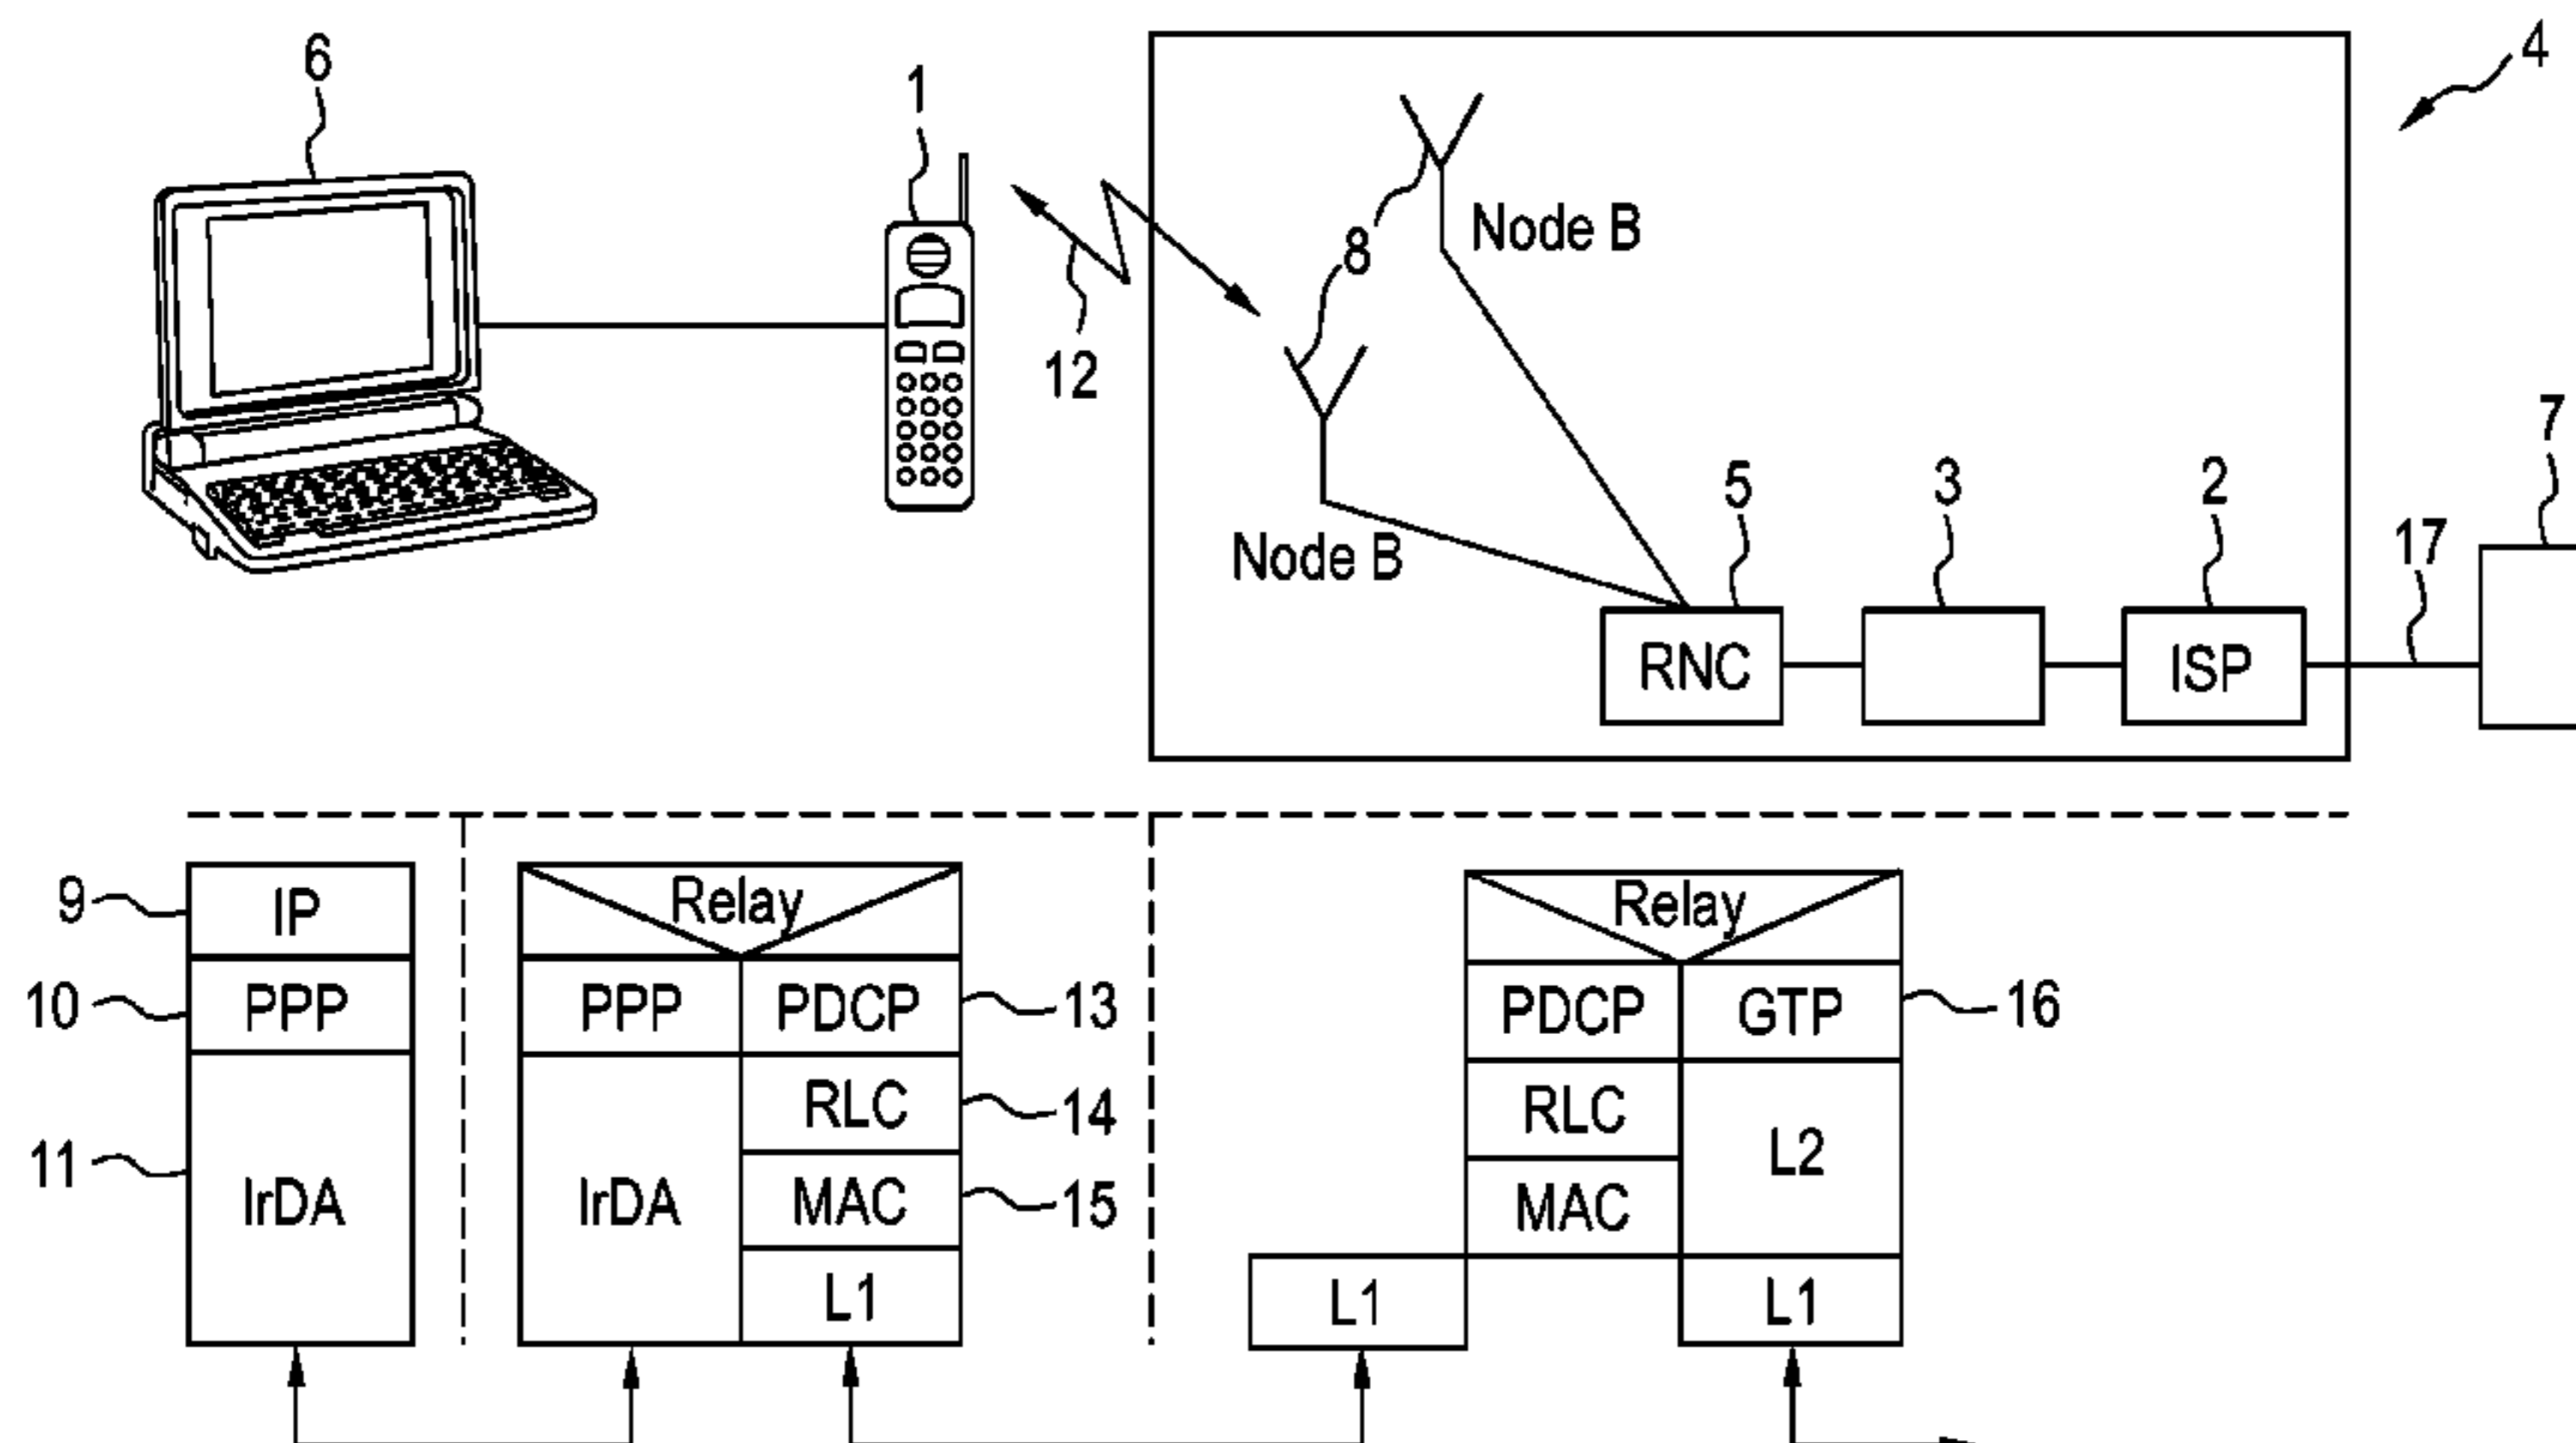 6
1
4
8
Node B
8
12
7
5
3
2
17
Node B
RNC
ISP
9
IP
Relay
Relay
10
PPP
PPP
PDCP
13
PDCP
GTP
16
RLC
14
RLC
11
IrDA
IrDA
MAC
15
MAC
L2
L1
L1
L1